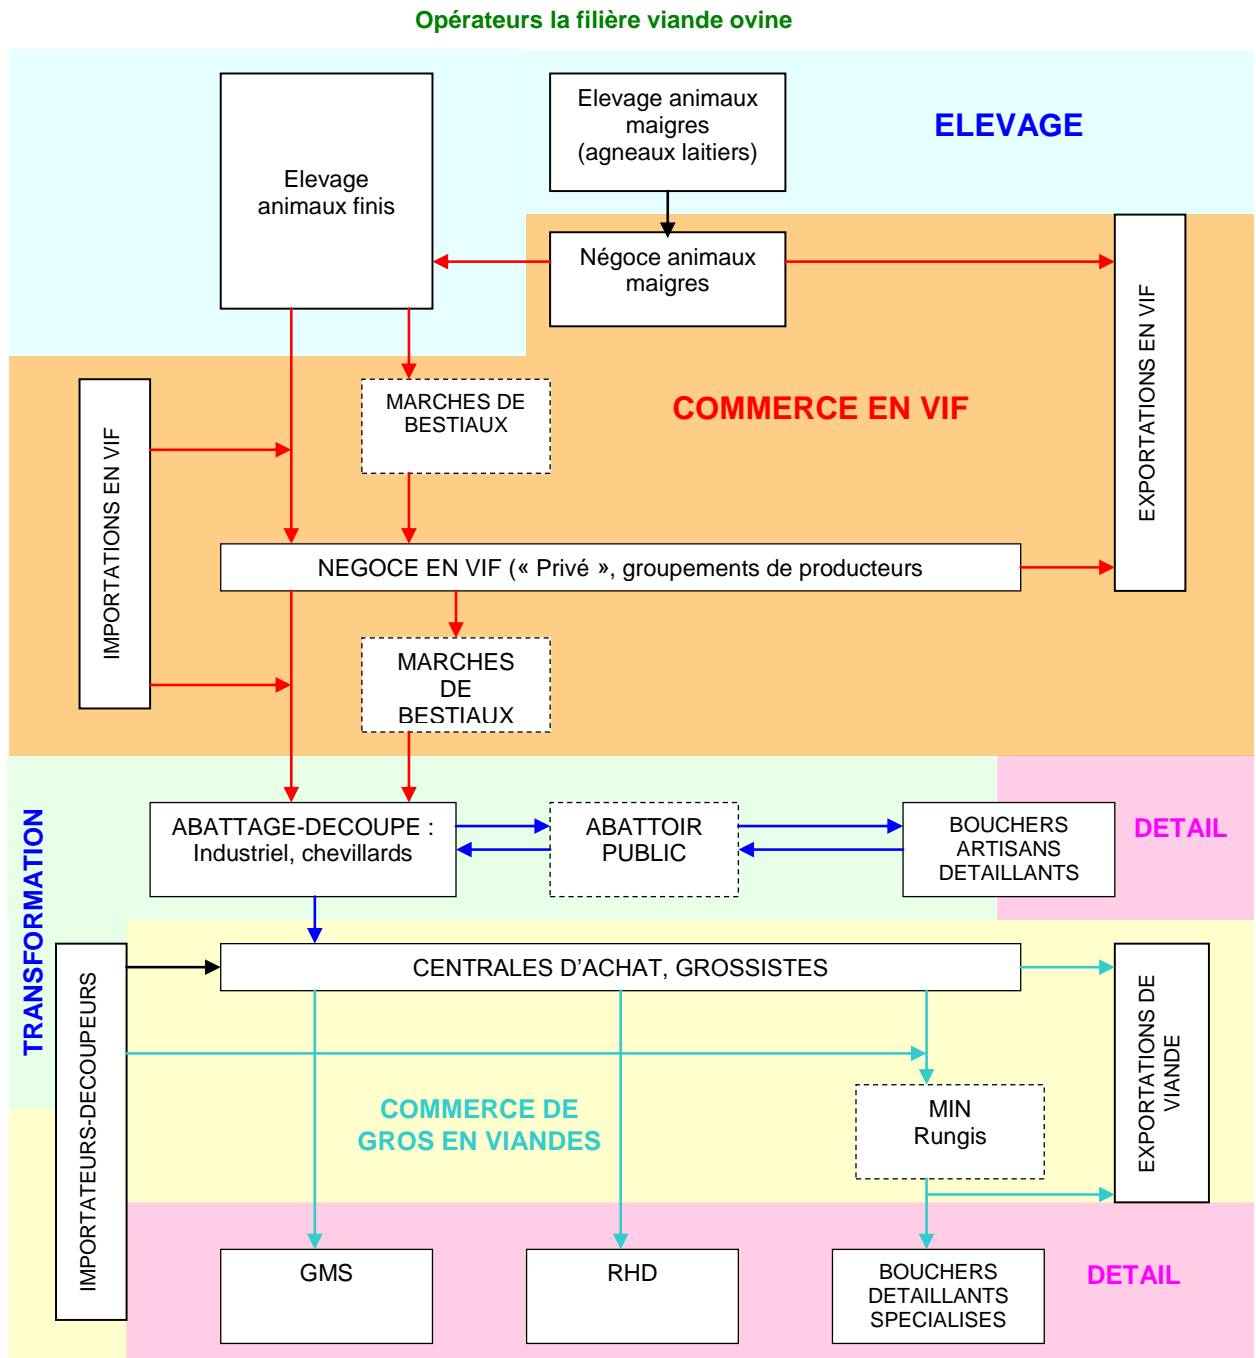 Opérateurs la filière viande ovine
Elevage animaux
maigres
(agneaux laitiers)
ELEVAGE
Elevage
animaux finis
Négoce animaux
maigres
EXPORTATIONS EN VIF
MARCHES DE
BESTIAUX
COMMERCE EN VIF
IMPORTATIONS EN VIF
NEGOCE EN VIF (« Privé », groupements de producteurs
MARCHES
DE
BESTIAUX
TRANSFORMATION
ABATTAGE-DECOUPE :
Industriel, chevillards
ABATTOIR
PUBLIC
BOUCHERS
ARTISANS
DETAILLANTS
DETAIL
IMPORTATEURS-DECOUPEURS
CENTRALES D'ACHAT, GROSSISTES
EXPORTATIONS DE
VIANDE
COMMERCE DE
GROS EN VIANDES
MIN
Rungis
GMS
RHD
BOUCHERS
DETAILLANTS
SPECIALISES
DETAIL